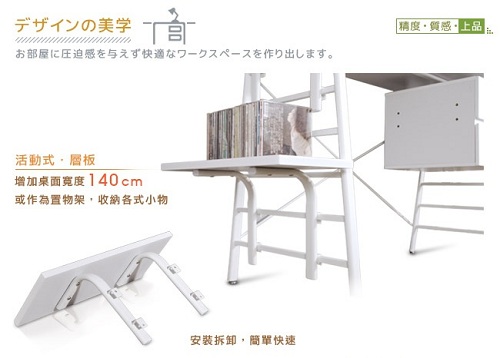 デザインの美学
精度・質感・上品
お部屋に圧迫感を与えず快適なワークスペースを作り出します。
活動式・層板
增加桌面寬度140cm
或作為置物架，收納各式小物
安裝拆卸，簡單快速